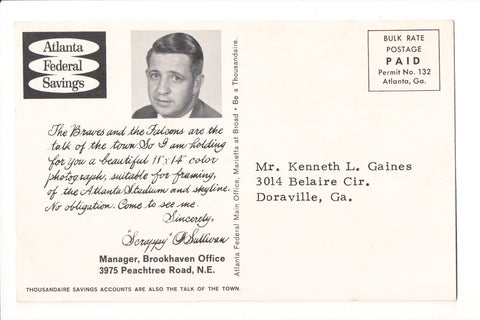 Atlanta
Federal
Savings
The Braves and the Falcons are the
talk of the town. So I am holding
for you a beautiful 11"x14" color
photograph, suitable for framing,
of the Atlanta Stadium and skyline.
No obligation. Come to see me.
Sincerely,
"Scrappy" O'Sullivan
Manager, Brookhaven Office
3975 Peachtree Road, N.E.
THOUSANDAIRE SAVINGS ACCOUNTS ARE ALSO THE TALK OF THE TOWN.
Atlanta Federal Main Office, Marietta at Broad • Be a Thousandaire.
BULK RATE
POSTAGE
PAID
Permit No. 132
Atlanta, Ga.
Mr. Kenneth L. Gaines
3014 Belaire Cir.
Doraville, Ga.